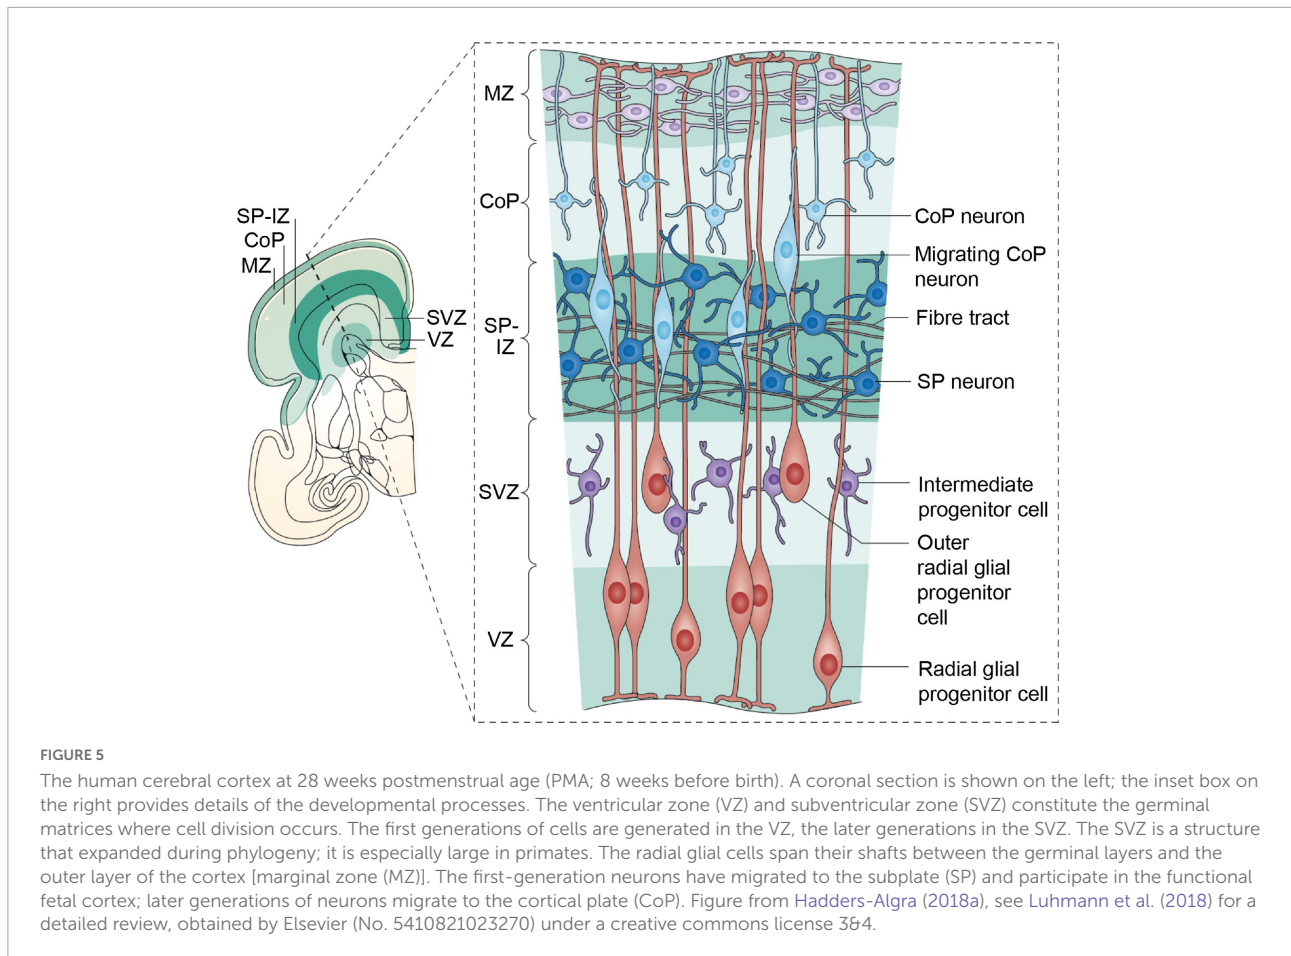 MZ
CoP
SP-
IZ
SVZ
VZ
SP-IZ
CoP
MZ
SVZ
VZ
CoP neuron
Migrating CoP
neuron
Fibre tract
SP neuron
Intermediate
progenitor cell
Outer
radial glial
progenitor
cell
Radial glial
progenitor cell
FIGURE 5
The human cerebral cortex at 28 weeks postmenstrual age (PMA; 8 weeks before birth). A coronal section is shown on the left; the inset box on
the right provides details of the developmental processes. The ventricular zone (VZ) and subventricular zone (SVZ) constitute the germinal
matrices where cell division occurs. The first generations of cells are generated in the VZ, the later generations in the SVZ. The SVZ is a structure
that expanded during phylogeny; it is especially large in primates. The radial glial cells span their shafts between the germinal layers and the
outer layer of the cortex [marginal zone (MZ)]. The first-generation neurons have migrated to the subplate (SP) and participate in the functional
fetal cortex; later generations of neurons migrate to the cortical plate (CoP). Figure from Hadders-Algra (2018a), see Luhmann et al. (2018) for a
detailed review, obtained by Elsevier (No. 5410821023270) under a creative commons license 3&4.